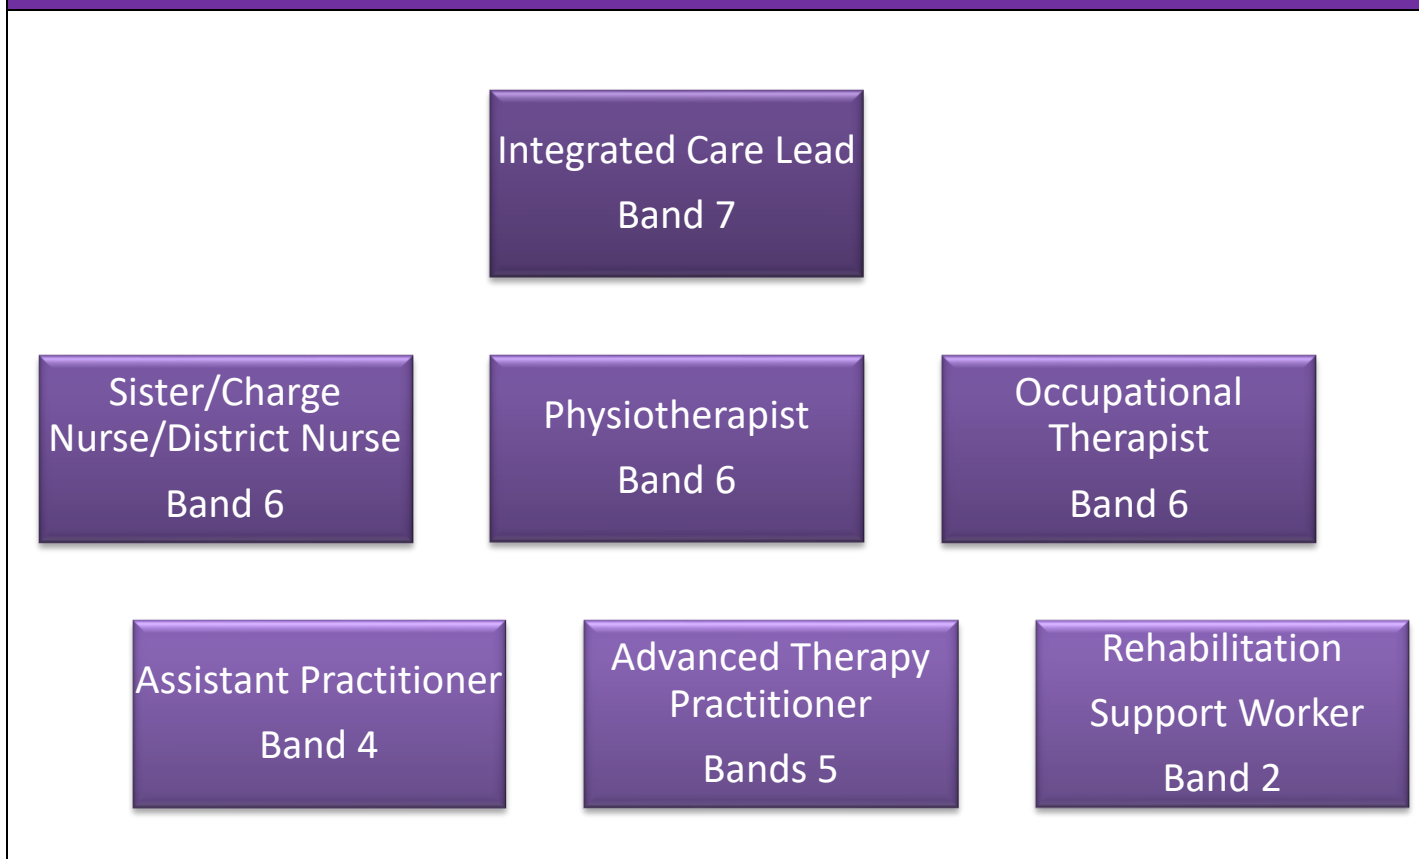 Integrated Care Lead
Band 7
Sister/Charge
Nurse/District Nurse
Band 6
Physiotherapist
Band 6
Occupational
Therapist
Band 6
Assistant Practitioner
Band 4
Advanced Therapy
Practitioner
Bands 5
Rehabilitation
Support Worker
Band 2